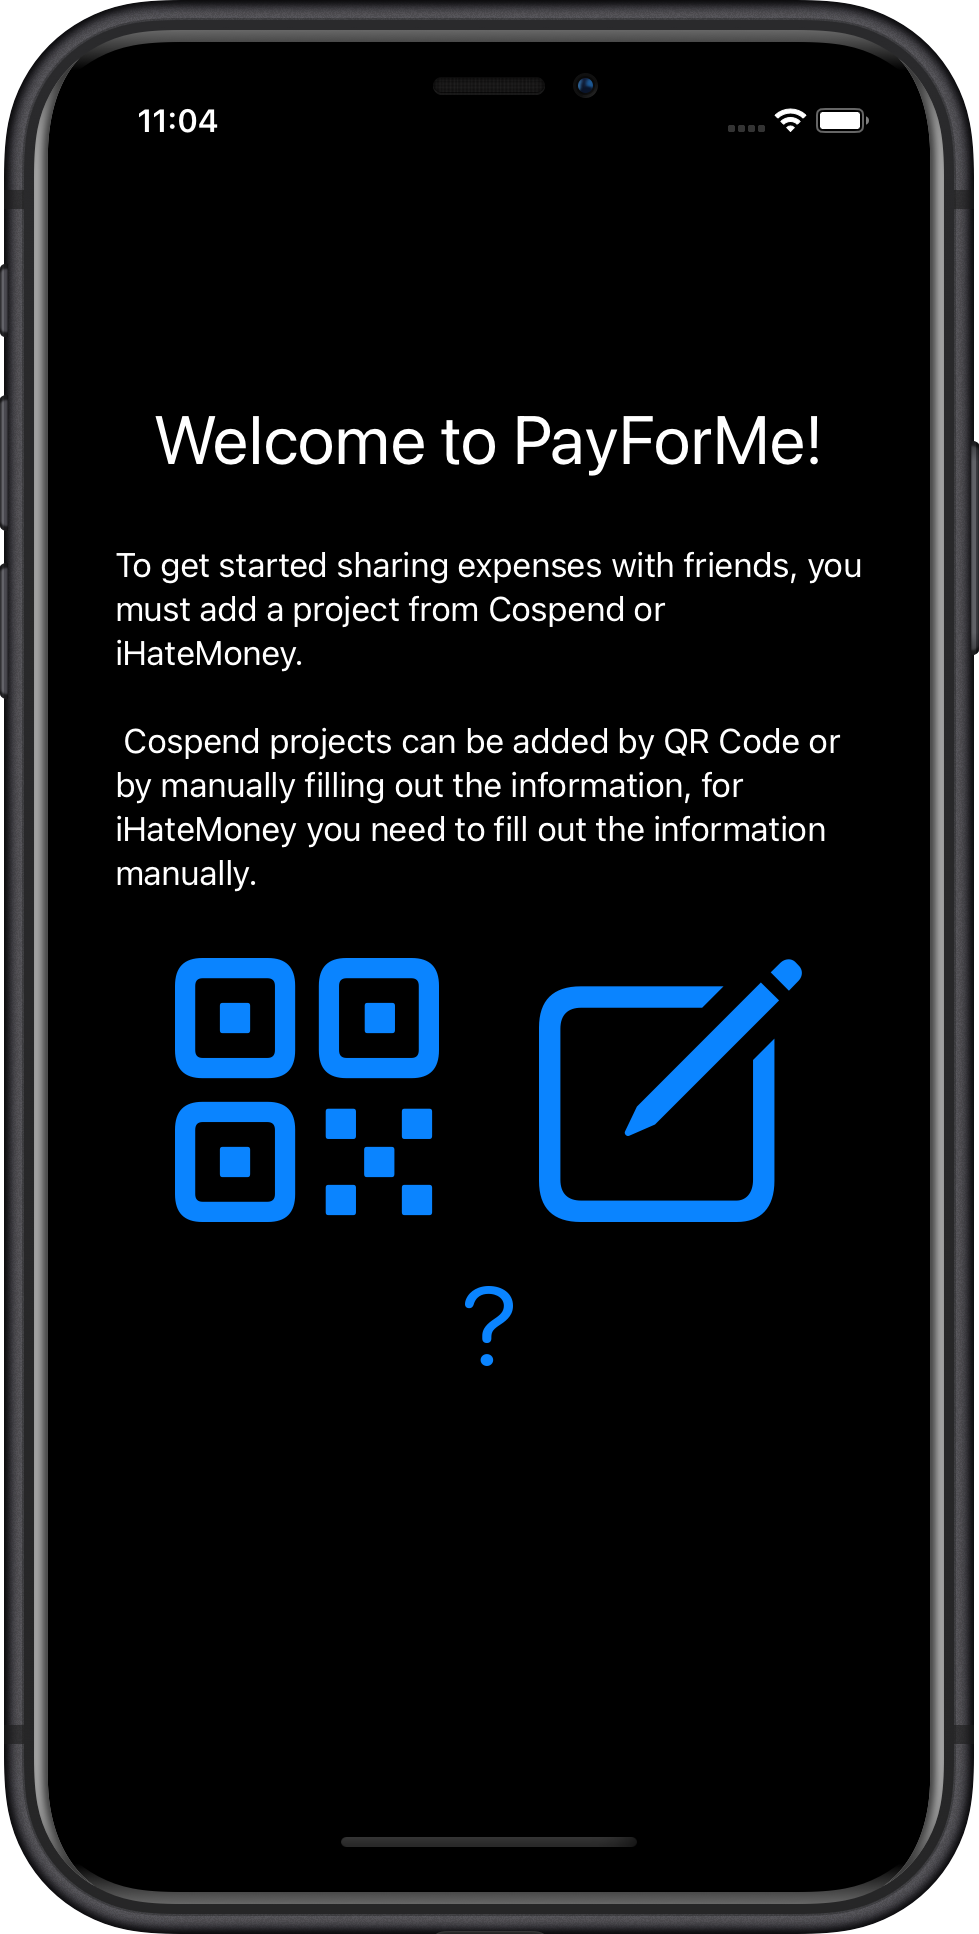 11:04
Welcome to PayForMe!
To get started sharing expenses with friends, you
must add a project from Cospend or
iHateMoney.
Cospend projects can be added by QR Code or
by manually filling out the information, for
iHateMoney you need to fill out the information
manually.
?